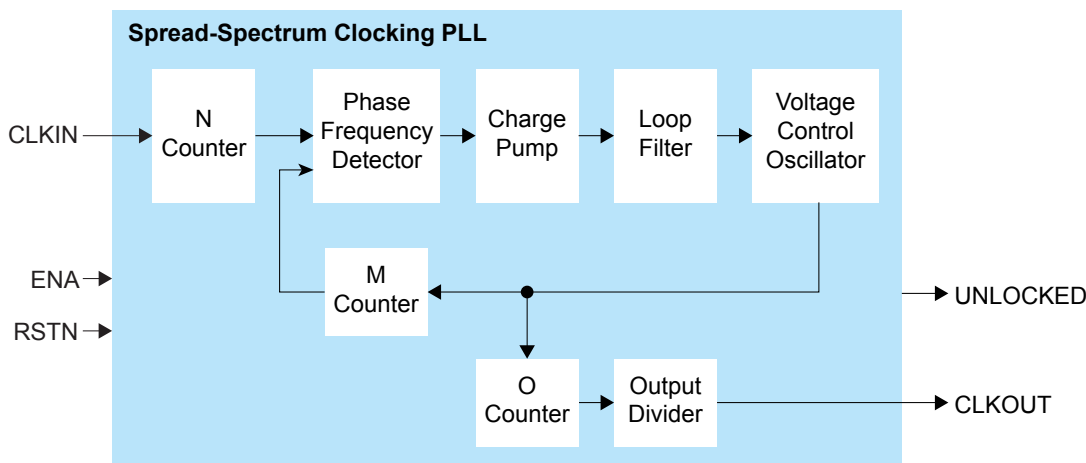 Spread-Spectrum Clocking PLL
CLKIN
N
Counter
Phase
Frequency
Detector
Charge
Pump
Loop
Filter
Voltage
Control
Oscillator
ENA
RSTN
M
Counter
UNLOCKED
O
Counter
Output
Divider
CLKOUT